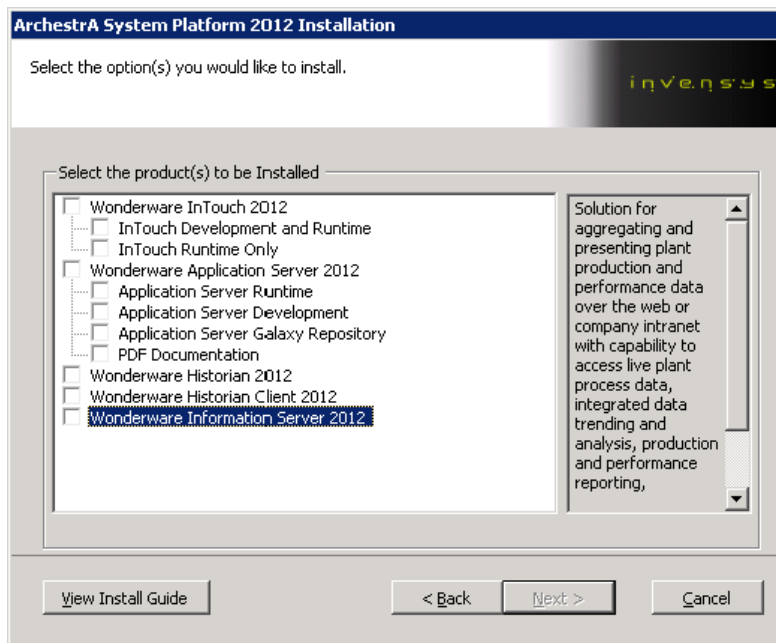 ArchestrA System Platform 2012 Installation
Select the option(s) you would like to install.
invensys
Select the product(s) to be Installed
Wonderware InTouch 2012
InTouch Development and Runtime
InTouch Runtime Only
Wonderware Application Server 2012
Application Server Runtime
Application Server Development
Application Server Galaxy Repository
PDF Documentation
Wonderware Historian 2012
Wonderware Historian Client 2012
Wonderware Information Server 2012
Solution for
aggregating and
presenting plant
production and
performance data
over the web or
company intranet
with capability to
access live plant
process data,
integrated data
trending and
analysis, production
and performance
reporting,
View Install Guide
< Back
Next >
Cancel